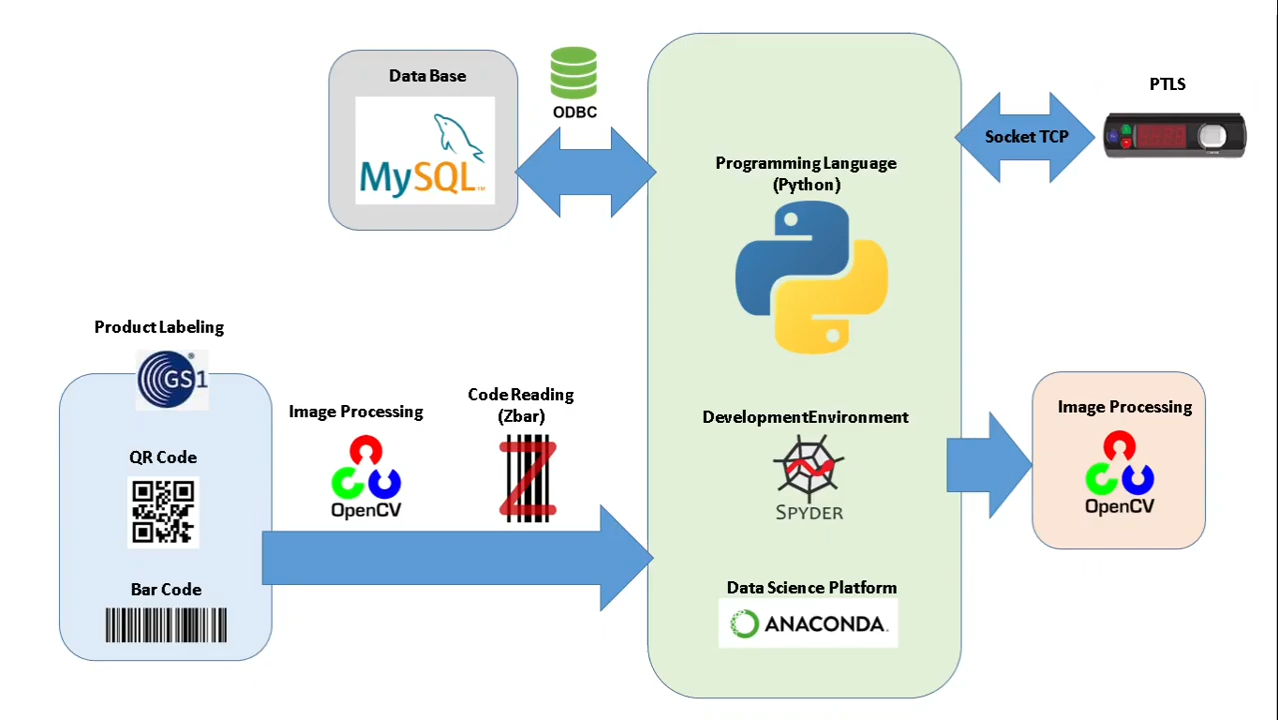 Data Base
MySQL™
ODBC
Programming Language
(Python)
Socket TCP
PTLS
Product Labeling
GS1®
QR Code
Bar Code
Image Processing
OpenCV
Code Reading
(Zbar)
Z
DevelopmentEnvironment
SPYDER
Data Science Platform
ANACONDA.
Image Processing
OpenCV